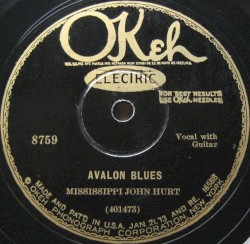 OKeh
ELECTRIC
FOR BEST RESULTS
USE OKeh NEEDLES
8759
Vocal with
Guitar
AVALON BLUES
MISSISSIPPI JOHN HURT
(401473)
MADE AND PAT'D IN U.S.A. JAN. 21,'13 AND RE. 16588
OKEH PHONOGRAPH CORPORATION, NEW YORK